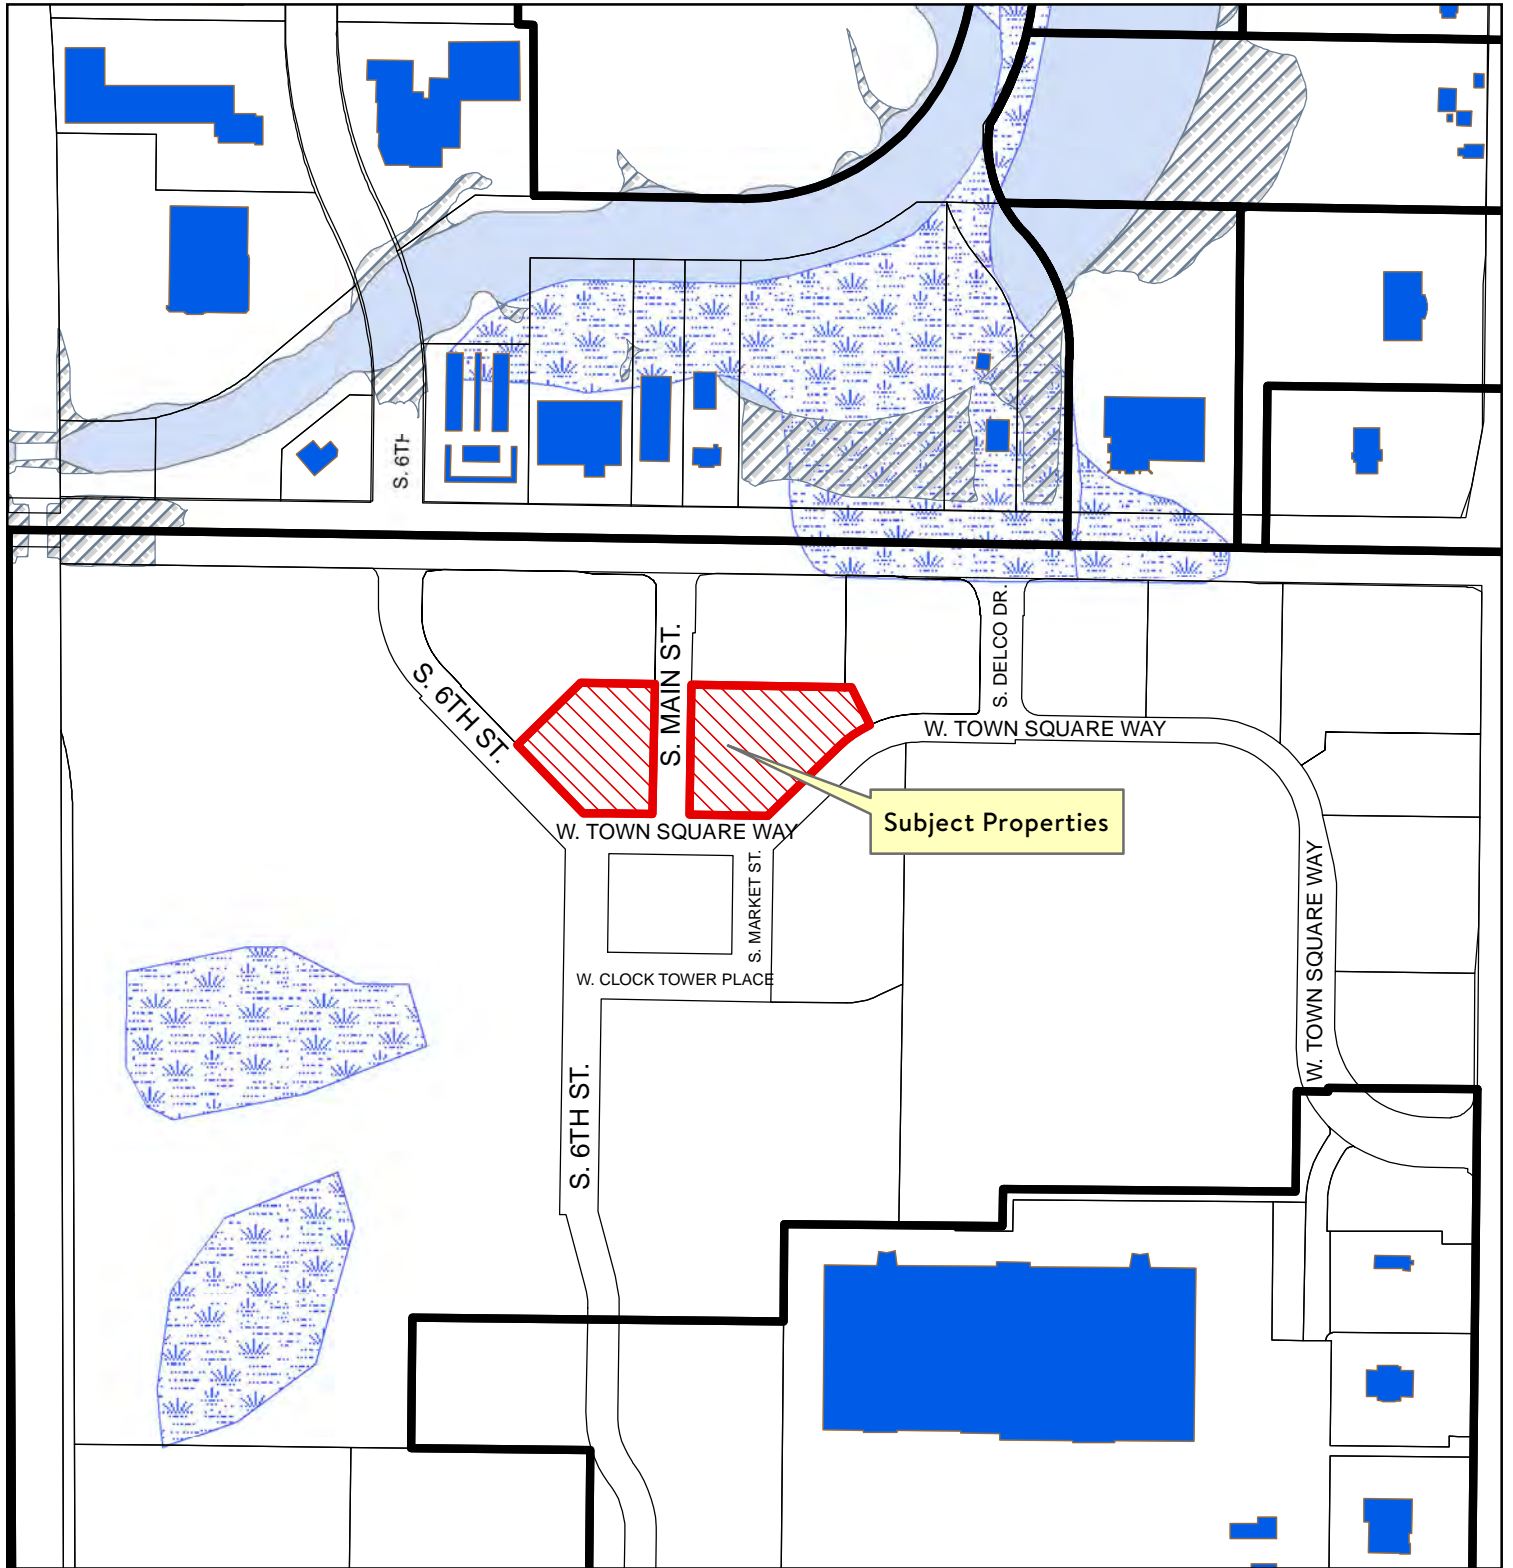 S. 6TH
S. DELCO DR.
S. MAIN ST.
S. 6TH ST.
W. TOWN SQUARE WAY
Subject Properties
W. TOWN SQUARE WAY
S. MARKET ST.
W. TOWN SQUARE WAY
W. CLOCK TOWER PLACE
S. 6TH ST.